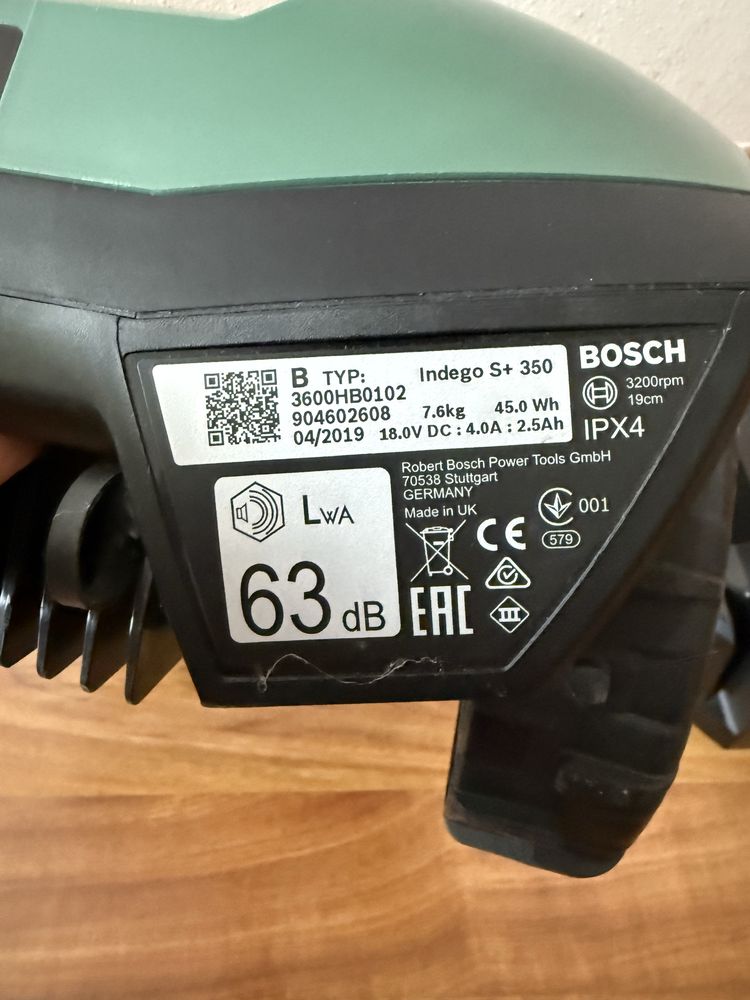 B TYP: Indego S+ 350
3600HB0102
904602608 7.6kg 45.0 Wh
04/2019 18.0V DC : 4.0A : 2.5Ah
BOSCH
3200rpm
19cm
IPX4
Robert Bosch Power Tools GmbH
70538 Stuttgart
GERMANY
Made in UK
LWA
63 dB
CE
001
579
EAC
III